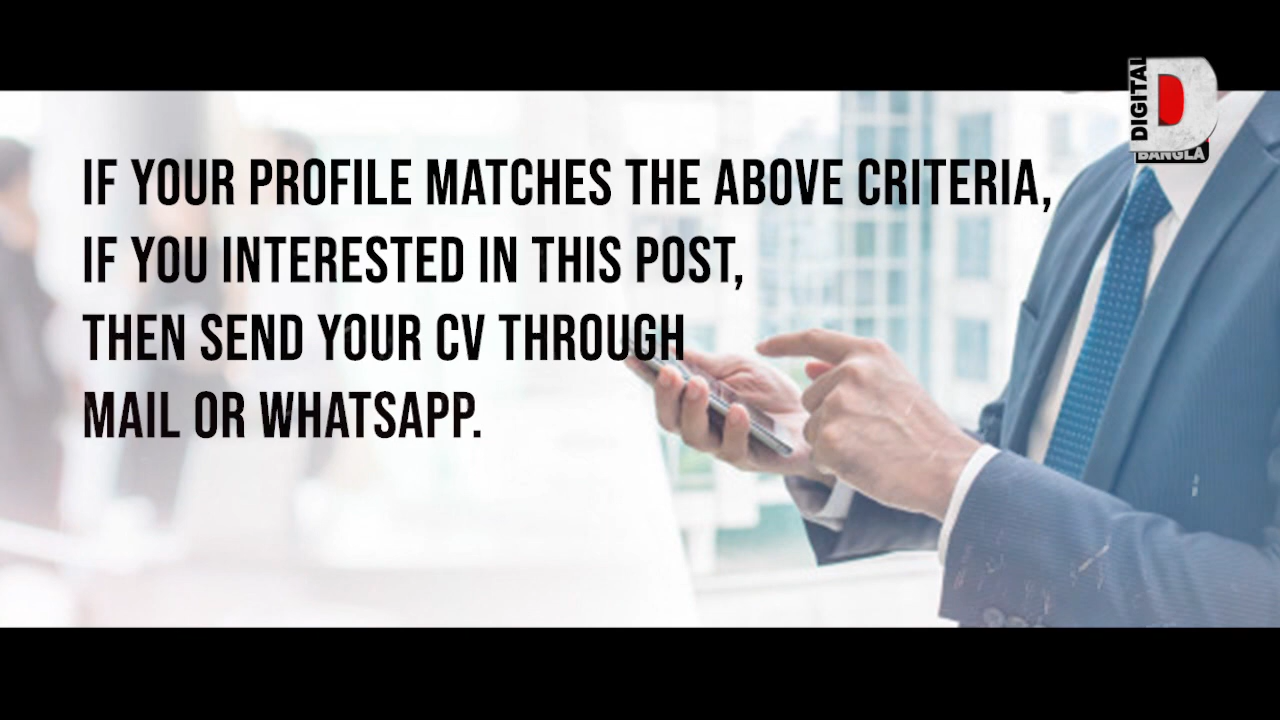 DIGITAL
BANGLA
IF YOUR PROFILE MATCHES THE ABOVE CRITERIA,
IF YOU INTERESTED IN THIS POST,
THEN SEND YOUR CV THROUGH
MAIL OR WHATSAPP.